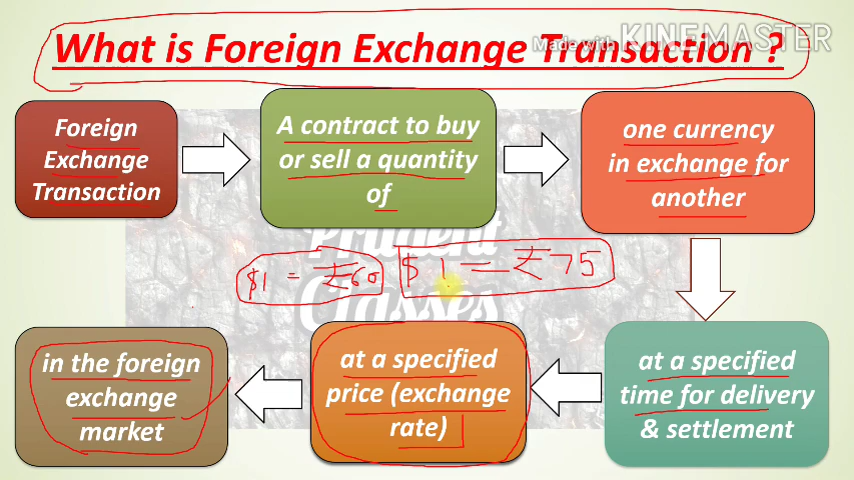 What is Foreign Exchange Transaction ?
Made with KINEMASTER
Foreign
Exchange
Transaction
A contract to buy
or sell a quantity
of
one currency
in exchange for
another
Prudent
Classes
$1 = ₹60
$1 = ₹75
at a specified
time for delivery
& settlement
at a specified
price (exchange
rate)
in the foreign
exchange
market